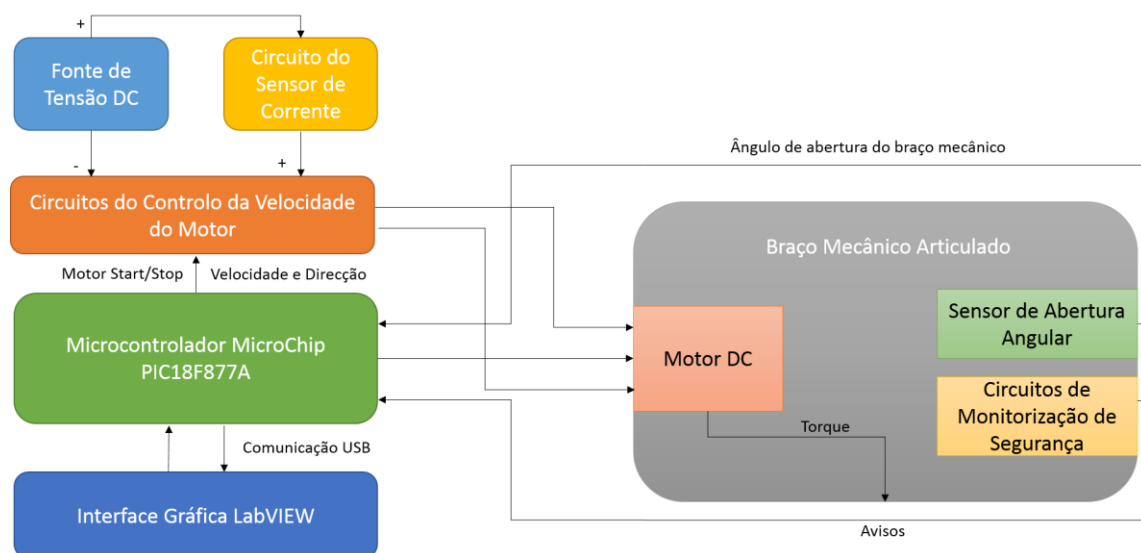 +
Fonte de
Tensão DC
Circuito do
Sensor de
Corrente
-
+
Ângulo de abertura do braço mecânico
Circuitos do Controlo da Velocidade
do Motor
Braço Mecânico Articulado
Motor Start/Stop
Velocidade e Direcção
Microcontrolador MicroChip
PIC18F877A
Motor DC
Sensor de Abertura
Angular
Circuitos de
Monitorização de
Segurança
Torque
Comunicação USB
Interface Gráfica LabVIEW
Avisos